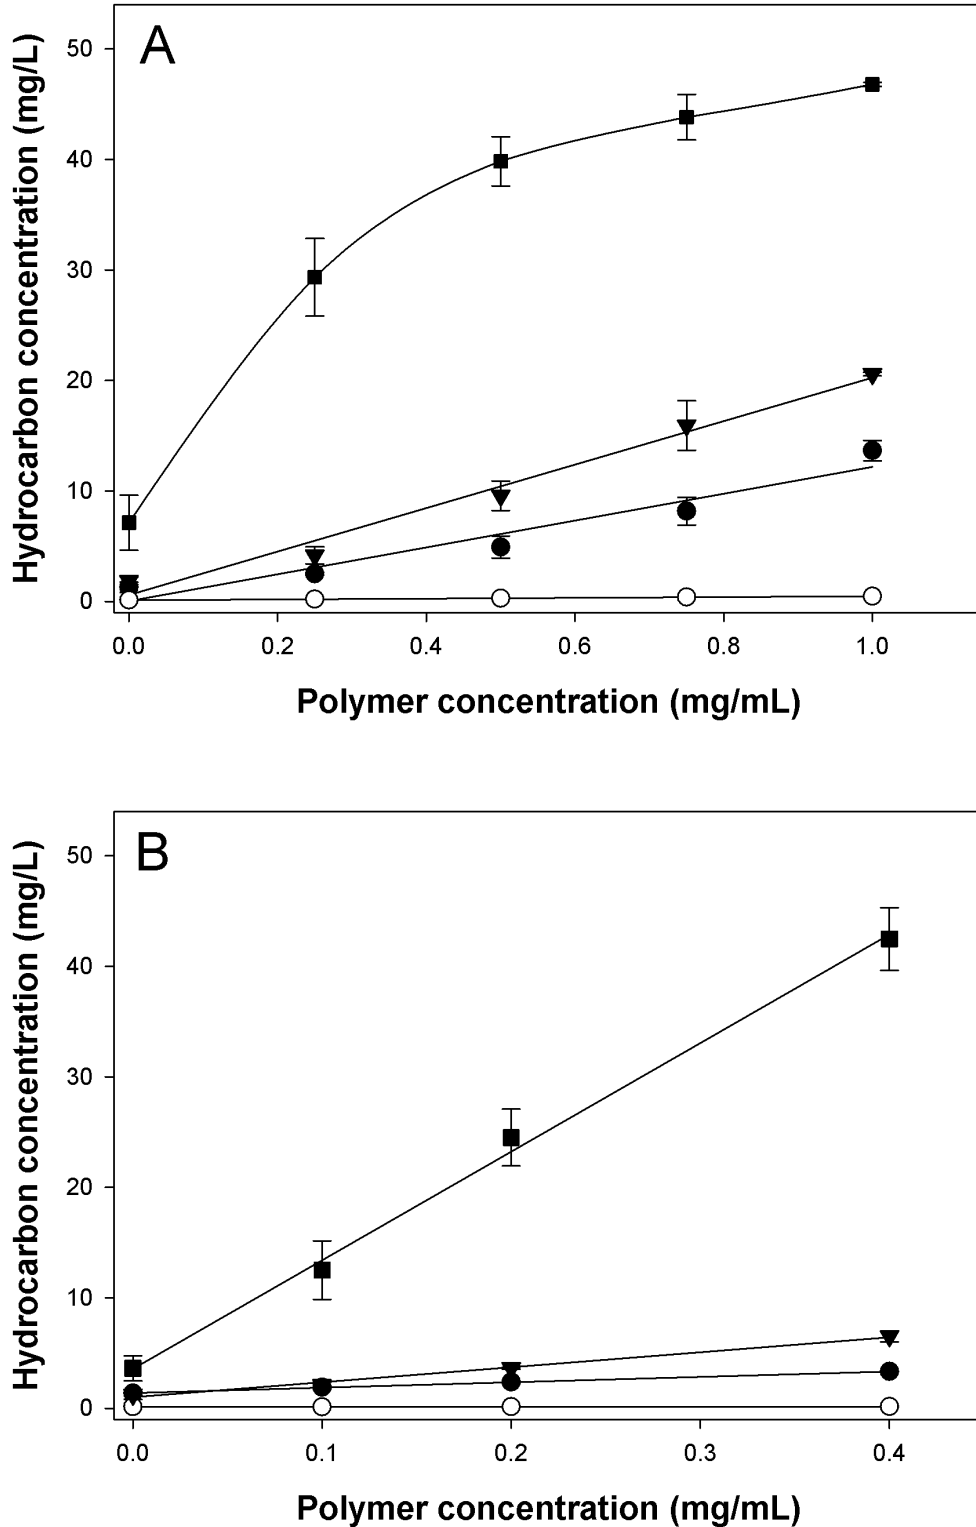 A
Hydrocarbon concentration (mg/L)
50
40
30
20
10
0
0.0 0.2 0.4 0.6 0.8 1.0
Polymer concentration (mg/mL)
B
Hydrocarbon concentration (mg/L)
50
40
30
20
10
0
0.0 0.1 0.2 0.3 0.4
Polymer concentration (mg/mL)